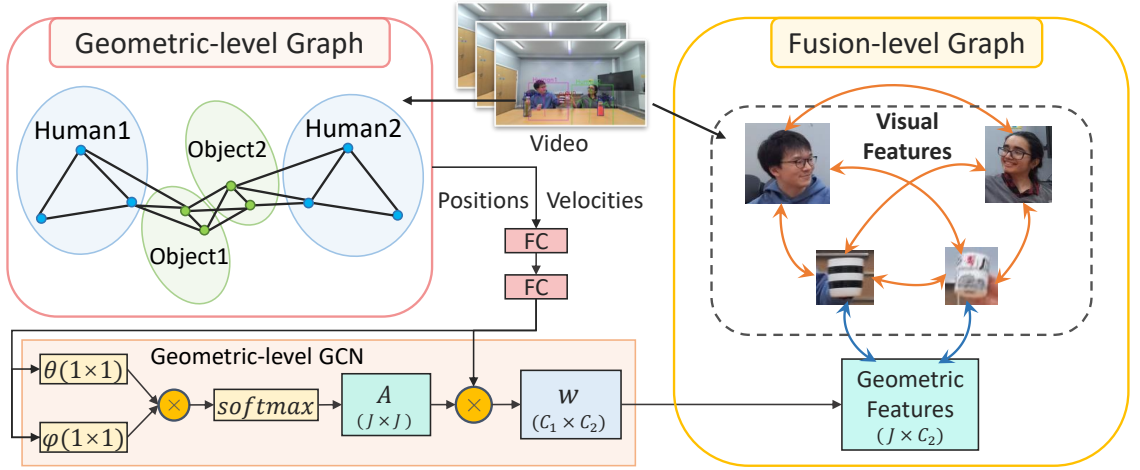 Geometric-level Graph
Fusion-level Graph
Human1
Object2
Human2
Object1
Video
Visual
Features
Positions
Velocities
FC
FC
Geometric-level GCN
θ(1×1)
φ(1×1)
×
softmax
A
(J × J)
×
w
(C₁ × C₂)
Geometric
Features
(J × C₂)